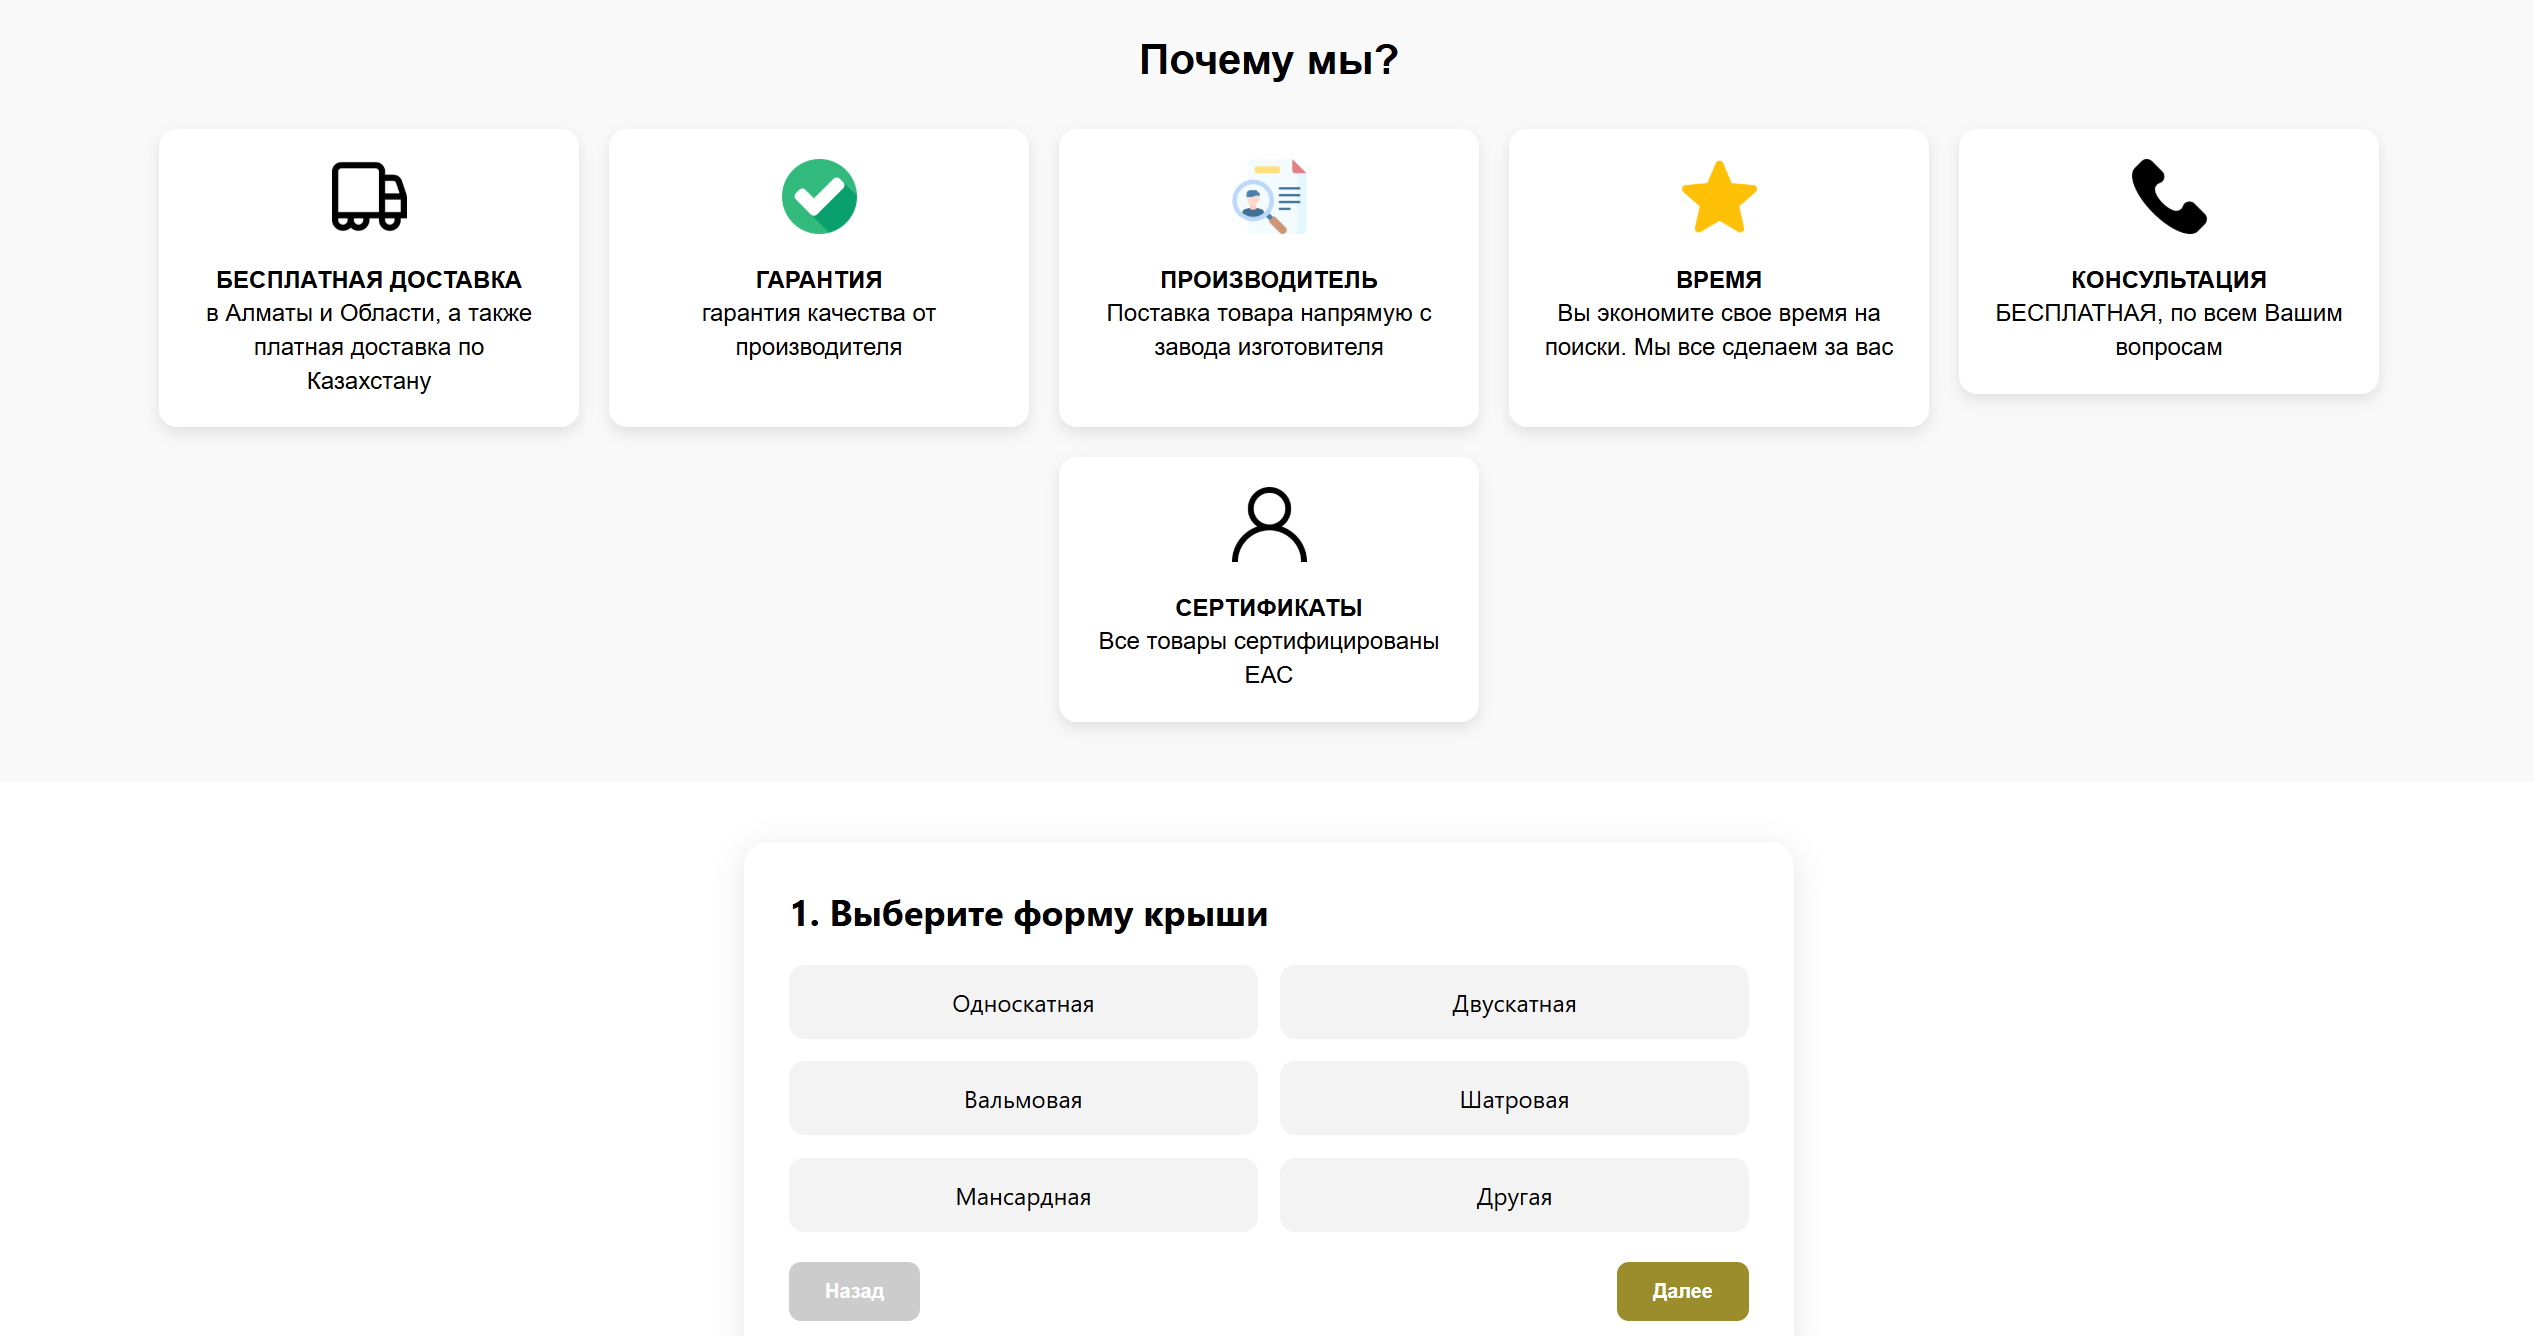 Почему мы?
БЕСПЛАТНАЯ ДОСТАВКА
в Алматы и Области, а также
платная доставка по
Казахстану
ГАРАНТИЯ
гарантия качества от
производителя
ПРОИЗВОДИТЕЛЬ
Поставка товара напрямую с
завода изготовителя
ВРЕМЯ
Вы экономите свое время на
поиски. Мы все сделаем за вас
КОНСУЛЬТАЦИЯ
БЕСПЛАТНАЯ, по всем Вашим
вопросам
СЕРТИФИКАТЫ
Все товары сертифицированы
ЕАС
1. Выберите форму крыши
Односкатная
Двускатная
Вальмовая
Шатровая
Мансардная
Другая
Назад
Далее